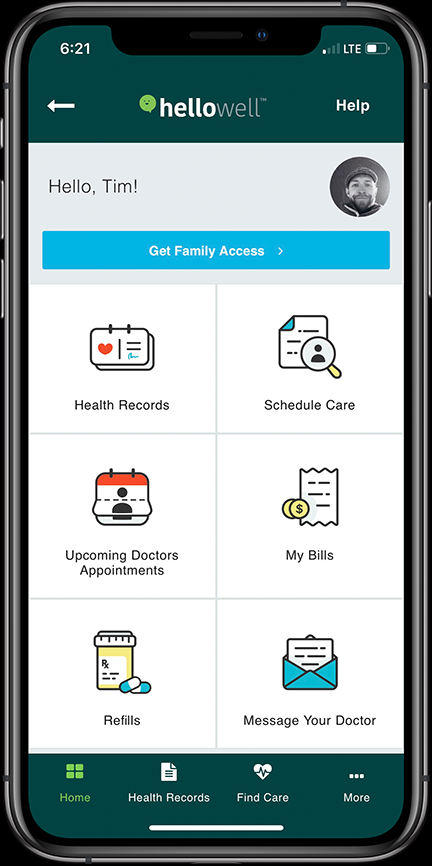 6:21
LTE
hellowell™
Help
Hello, Tim!
Get Family Access >
Health Records
Schedule Care
Upcoming Doctors
Appointments
$
My Bills
Rx
Refills
Message Your Doctor
Home
Health Records
Find Care
More